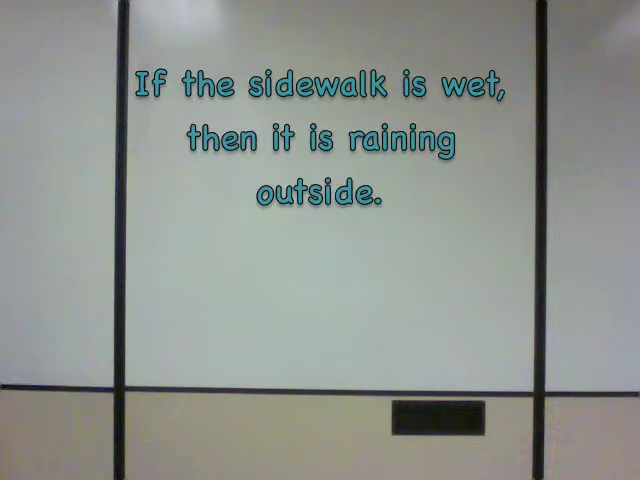 If the sidewalk is wet,
then it is raining
outside.